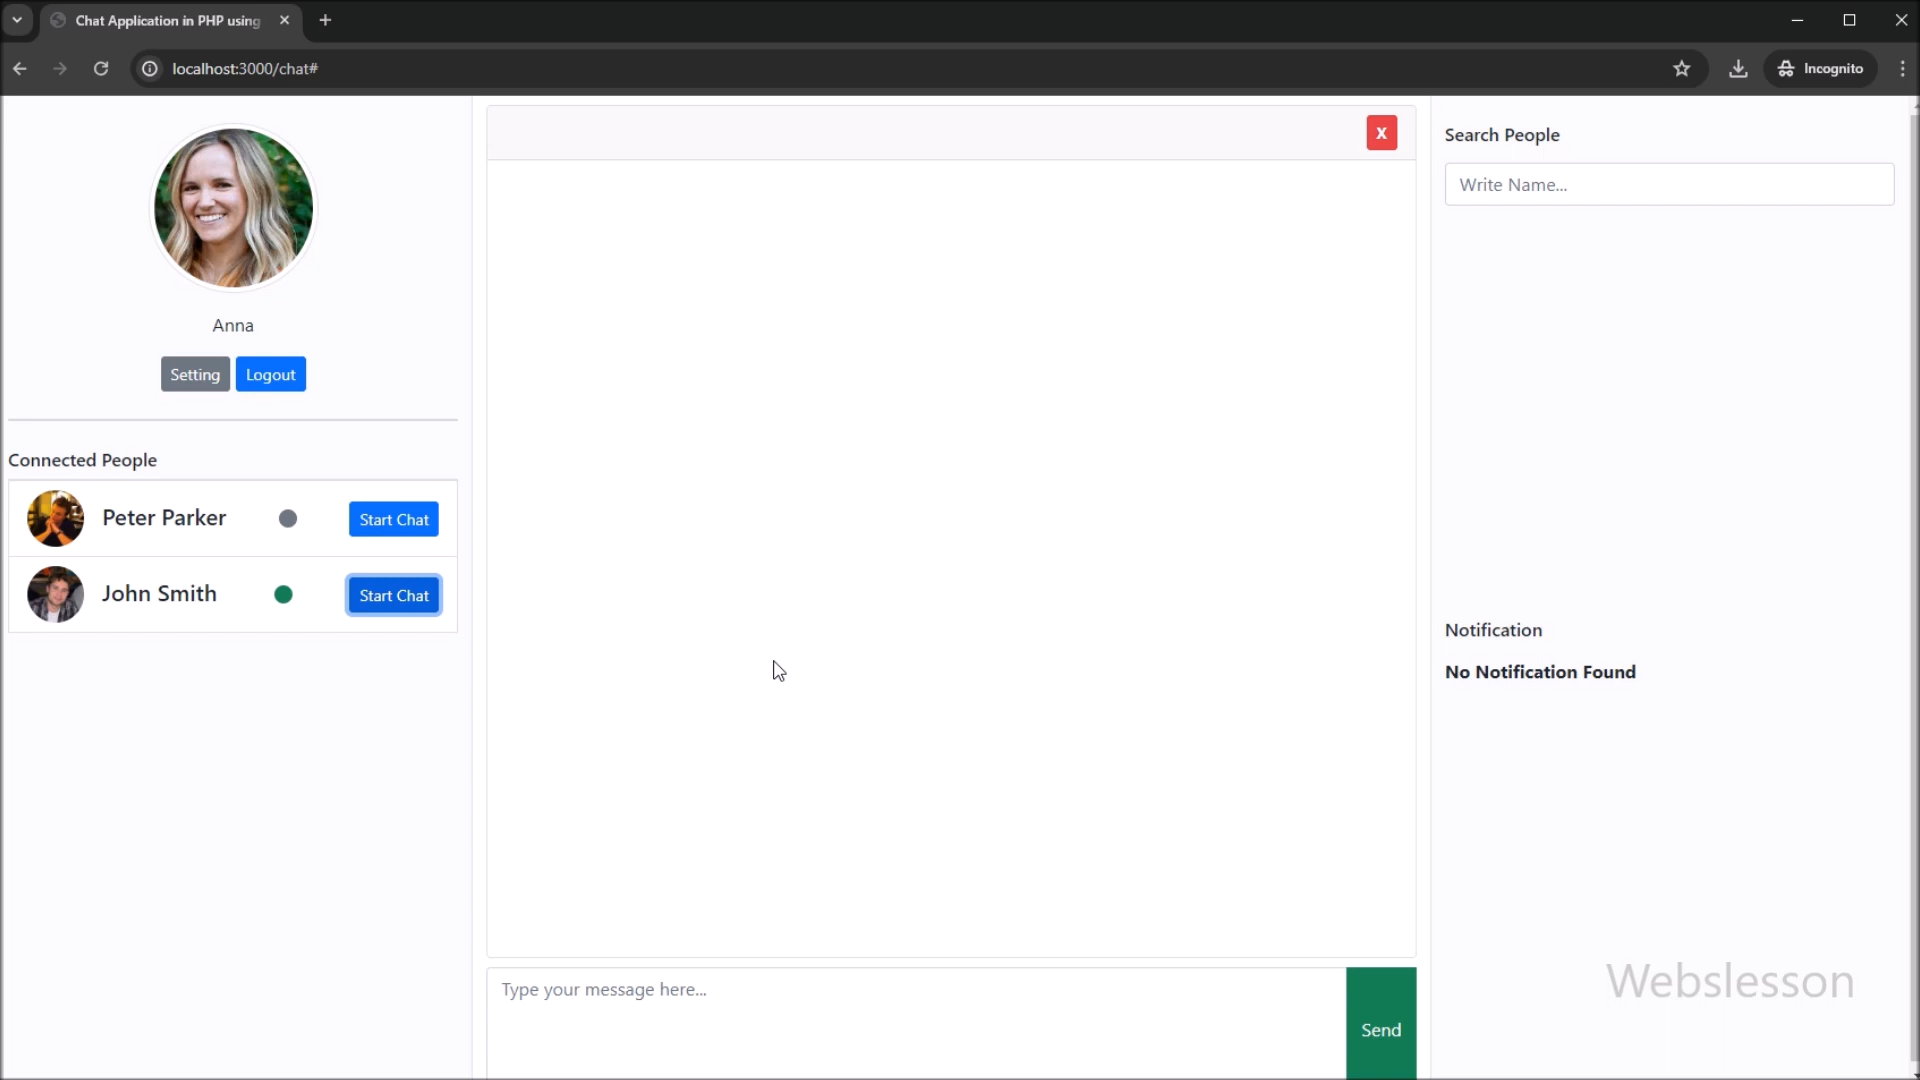 Chat Application in PHP using
localhost:3000/chat#
Incognito
Anna
Setting
Logout
Connected People
Peter Parker
Start Chat
John Smith
Start Chat
X
Type your message here...
Send
Search People
Write Name...
Notification
No Notification Found
Webslesson